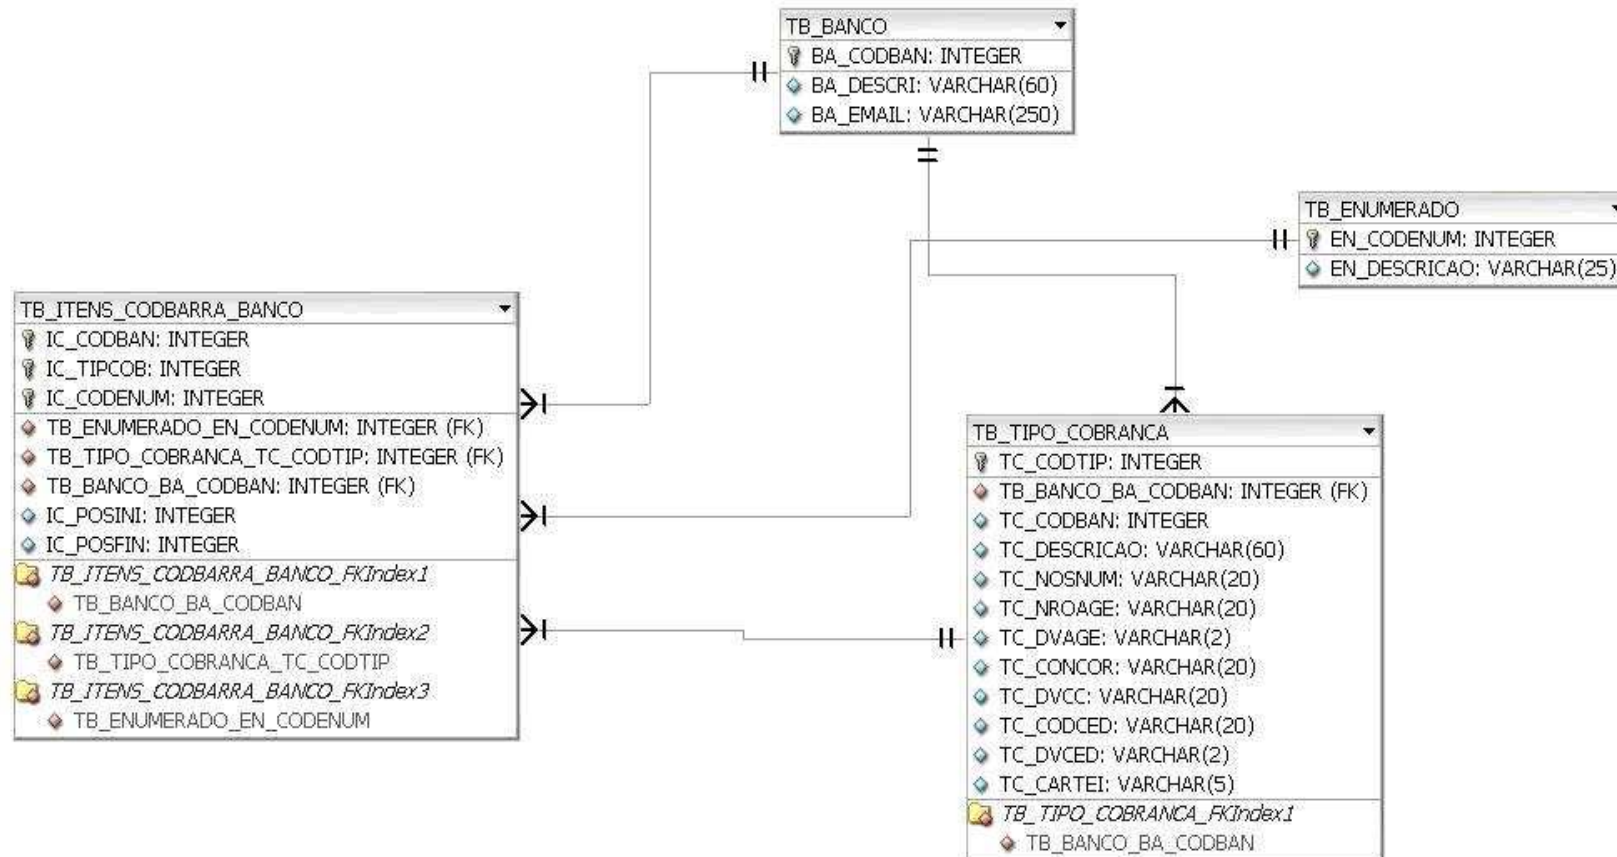 TB_BANCO
BA_CODBAN: INTEGER
BA_DESCRI: VARCHAR(60)
BA_EMAIL: VARCHAR(250)
TB_ENUMERADO
EN_CODENUM: INTEGER
EN_DESCRICAO: VARCHAR(25)
TB_ITENS_CODBARRA_BANCO
IC_CODBAN: INTEGER
IC_TIPCOB: INTEGER
IC_CODENUM: INTEGER
TB_ENUMERADO_EN_CODENUM: INTEGER (FK)
TB_TIPO_COBRANCA_TC_CODTIP: INTEGER (FK)
TB_BANCO_BA_CODBAN: INTEGER (FK)
IC_POSINI: INTEGER
IC_POSFIN: INTEGER
TB_ITENS_CODBARRA_BANCO_FKIndex1
TB_BANCO_BA_CODBAN
TB_ITENS_CODBARRA_BANCO_FKIndex2
TB_TIPO_COBRANCA_TC_CODTIP
TB_ITENS_CODBARRA_BANCO_FKIndex3
TB_ENUMERADO_EN_CODENUM
TB_TIPO_COBRANCA
TC_CODTIP: INTEGER
TB_BANCO_BA_CODBAN: INTEGER (FK)
TC_CODBAN: INTEGER
TC_DESCRICAO: VARCHAR(60)
TC_NOSNUM: VARCHAR(20)
TC_NROAGE: VARCHAR(20)
TC_DVAGE: VARCHAR(2)
TC_CONCOR: VARCHAR(20)
TC_DVCC: VARCHAR(20)
TC_CODCED: VARCHAR(20)
TC_DVCED: VARCHAR(2)
TC_CARTEI: VARCHAR(5)
TB_TIPO_COBRANCA_FKIndex1
TB_BANCO_BA_CODBAN